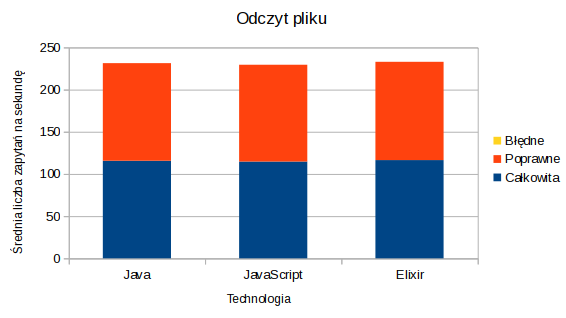 Odczyt pliku
Średnia liczba zapytań na sekundę
250
200
150
100
50
0
Java
JavaScript
Elixir
Technologia
Błędne
Poprawne
Całkowita